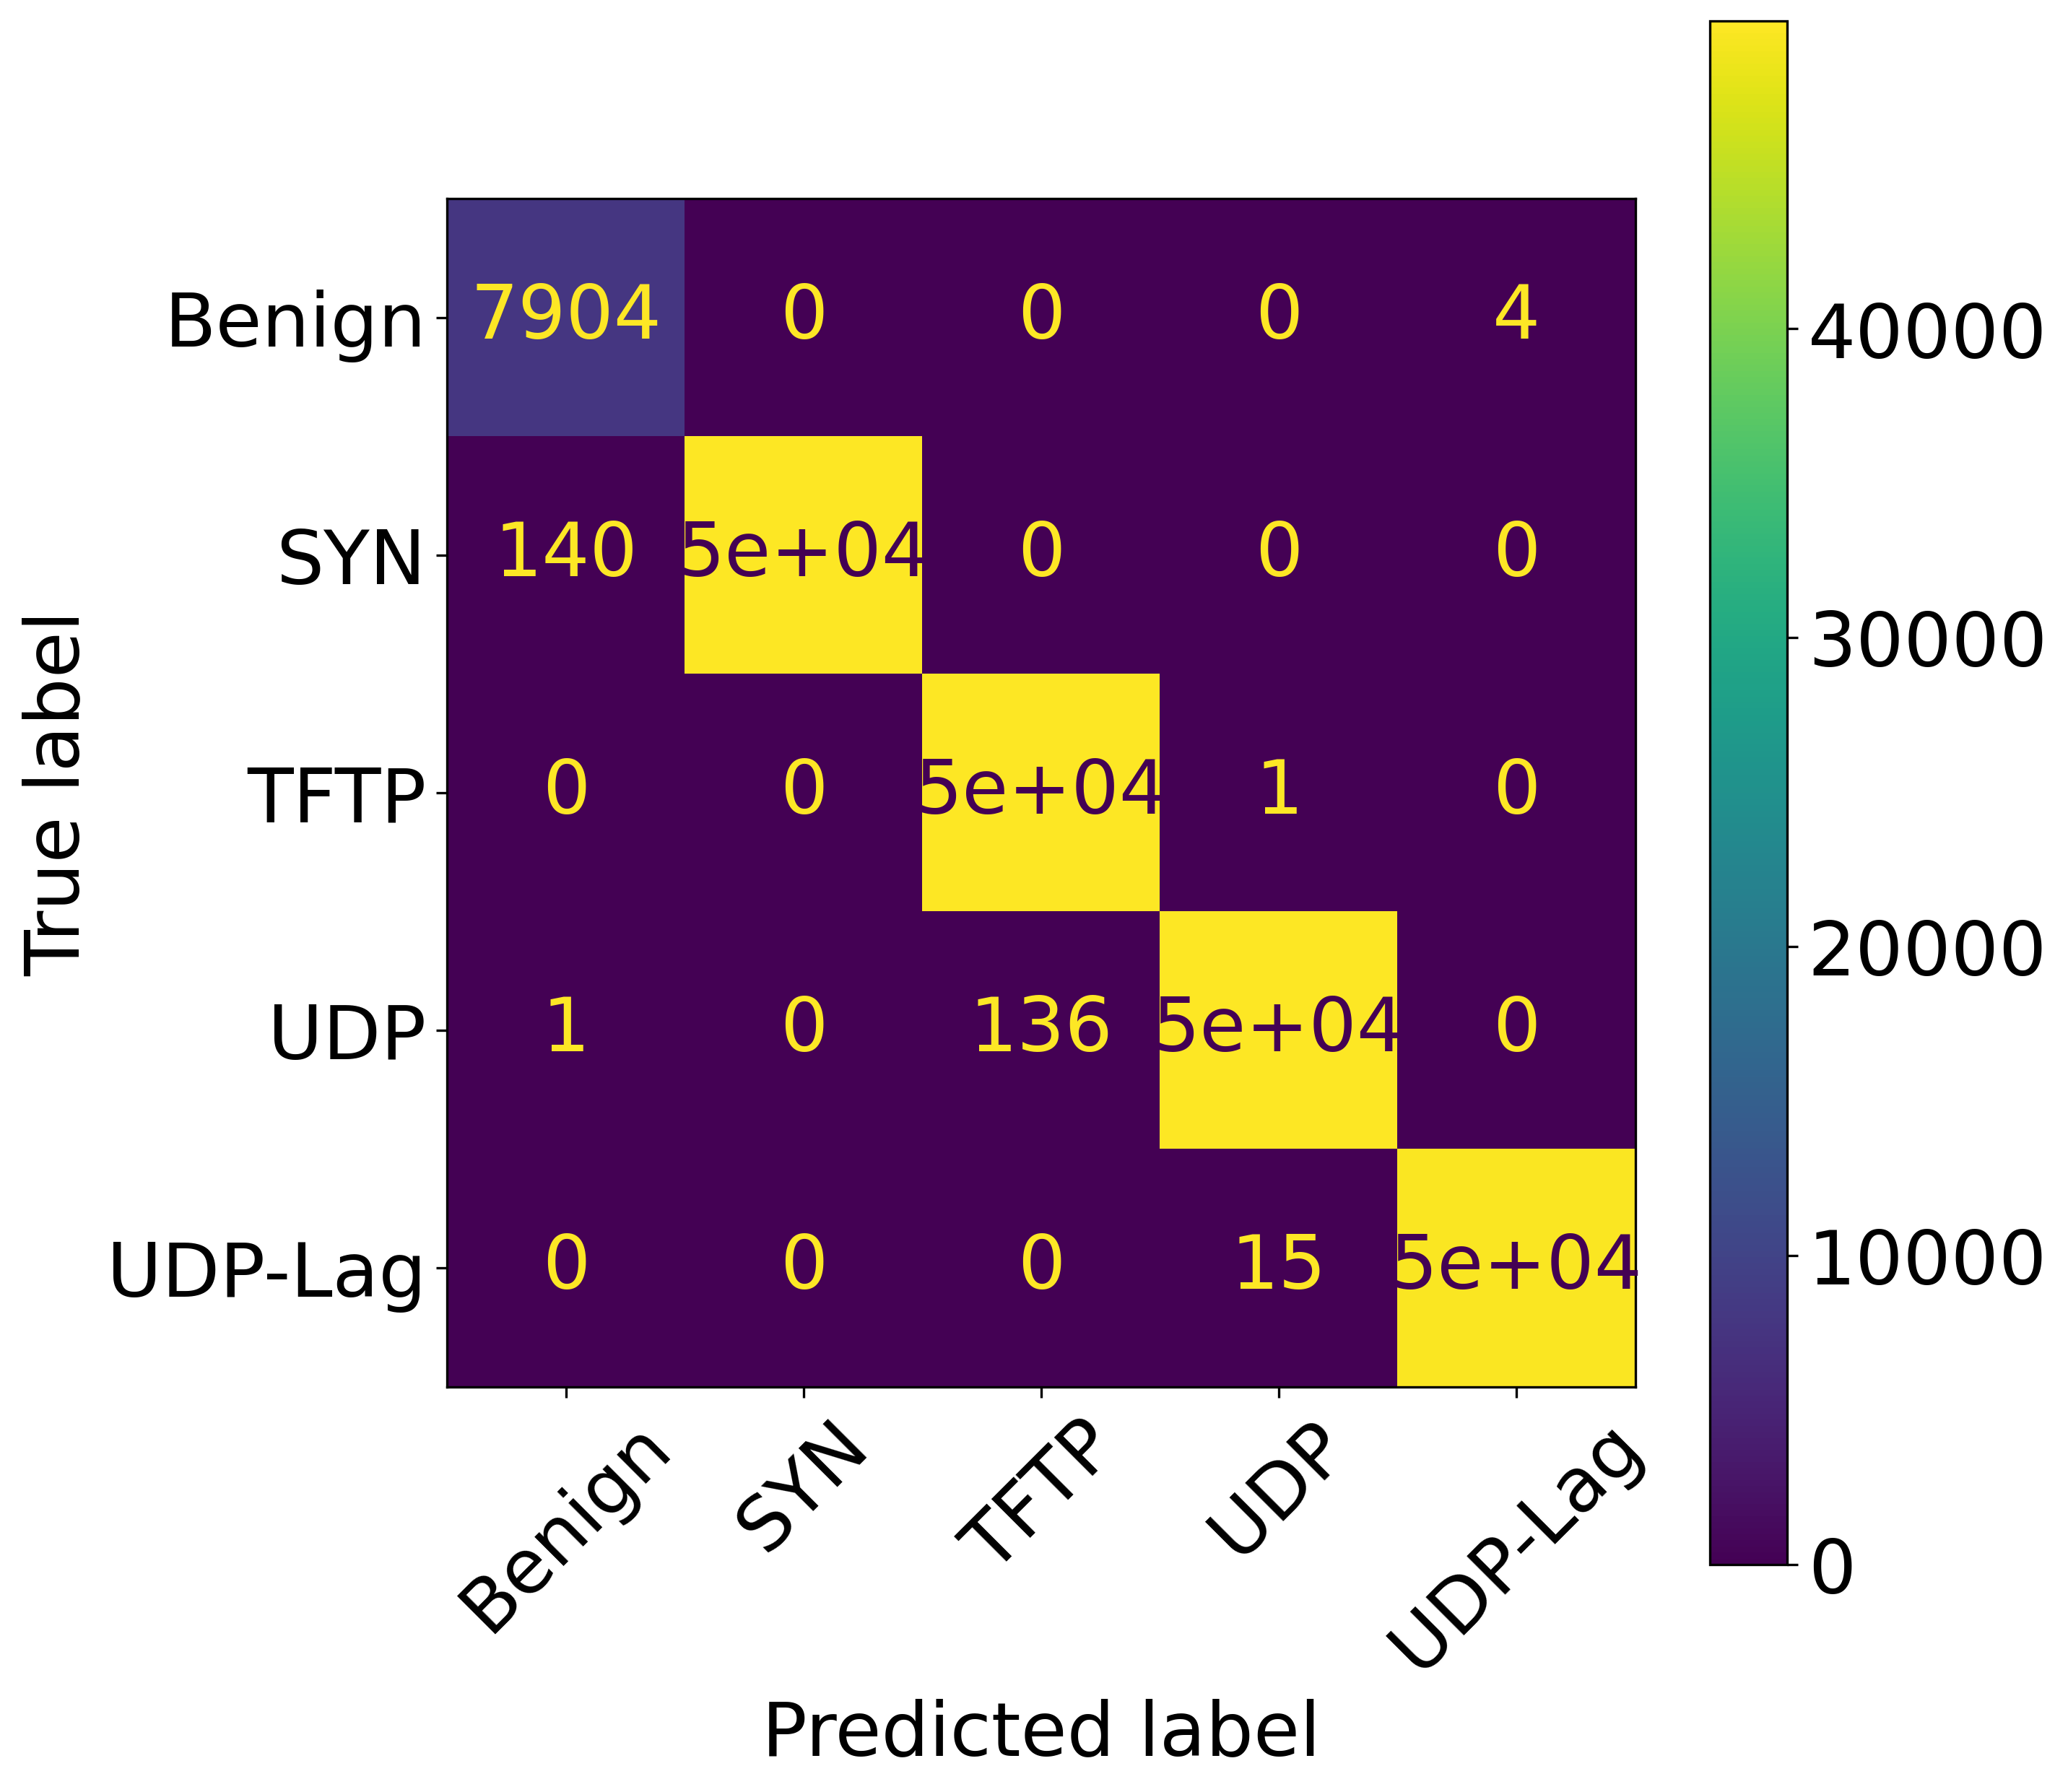 Benign 7904 0 0 0 4
SYN 140 5e+04 0 0 0
TFTP 0 0 5e+04 1 0
UDP 1 0 136 5e+04 0
UDP-Lag 0 0 0 15 5e+04
True label
Benign SYN TFTP UDP UDP-Lag
Predicted label
40000
30000
20000
10000
0